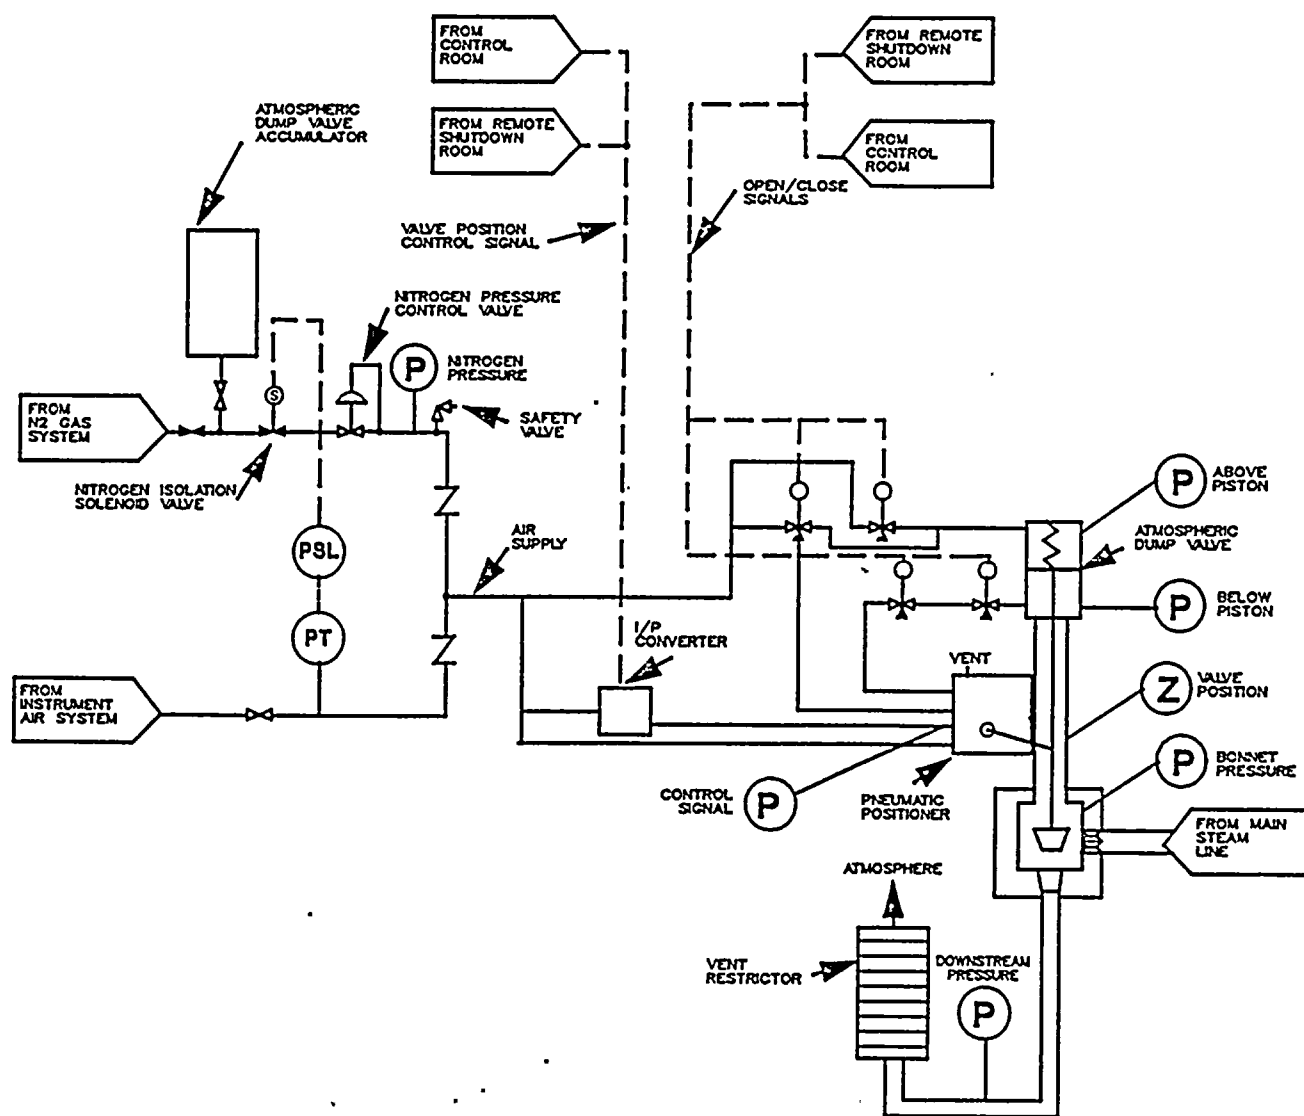 FROM
CONTROL
ROOM
FROM REMOTE
SHUTDOWN
ROOM
ATMOSPHERIC
DUMP VALVE
ACCUMULATOR
FROM REMOTE
SHUTDOWN
ROOM
FROM
CONTROL
ROOM
OPEN/CLOSE
SIGNALS
VALVE POSITION
CONTROL SIGNAL
NITROGEN PRESSURE
CONTROL VALVE
P
NITROGEN
PRESSURE
S
FROM
N2 GAS
SYSTEM
SAFETY
VALVE
NITROGEN ISOLATION
SOLENOID VALVE
P
ABOVE
PISTON
PSL
AIR
SUPPLY
ATMOSPHERIC
DUMP VALVE
P
BELOW
PISTON
PT
I/P
CONVERTER
VENT
FROM
INSTRUMENT
AIR SYSTEM
Z
VALVE
POSITION
P
BONNET
PRESSURE
CONTROL
SIGNAL
P
PNEUMATIC
POSITIONER
FROM MAIN
STEAM
LINE
ATMOSPHERE
VENT
RESTRICTOR
DOWNSTREAM
PRESSURE
P